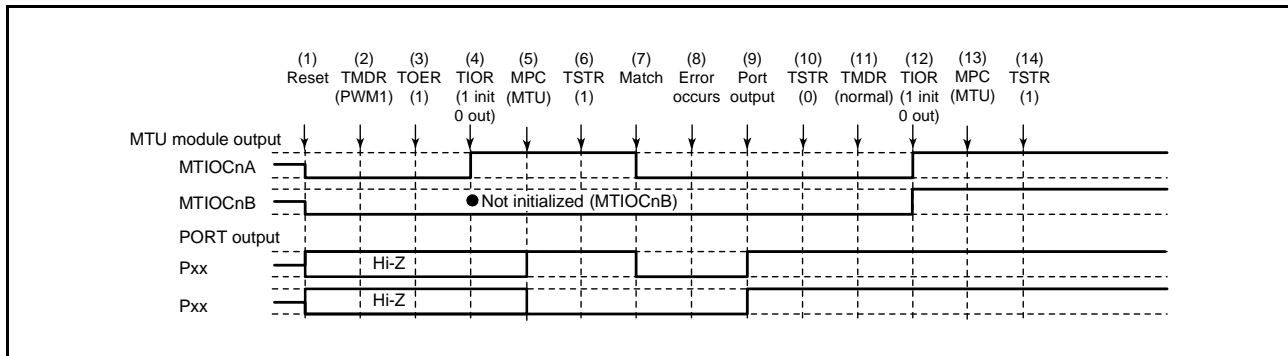 (1) (2) (3) (4) (5) (6) (7) (8) (9) (10) (11) (12) (13) (14)
Reset TMDR TOER TIOR MPC TSTR Match Error Port TSTR TMDR TIOR MPC TSTR
(PWM1) (1) (1 init (MTU) (1) occurs output (0) (normal) (1 init (MTU) (1)
0 out) 0 out)
MTU module output
MTIOCnA
MTIOCnB ●Not initialized (MTIOCnB)
PORT output
Pxx Hi-Z
Pxx Hi-Z